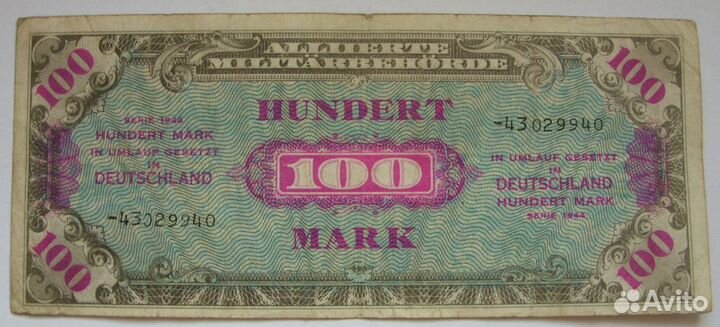 100
100
ALLIIERTE
MILITÄRBEHÖRDE
HUNDERT
SERIE 1944
HUNDERT MARK
IN UMLAUF GESETZT
IN
DEUTSCHLAND
-43029940
100
MARK
-43029940
IN UMLAUF GESETZT
IN
DEUTSCHLAND
HUNDERT MARK
SERIE 1944
100
100
Avito